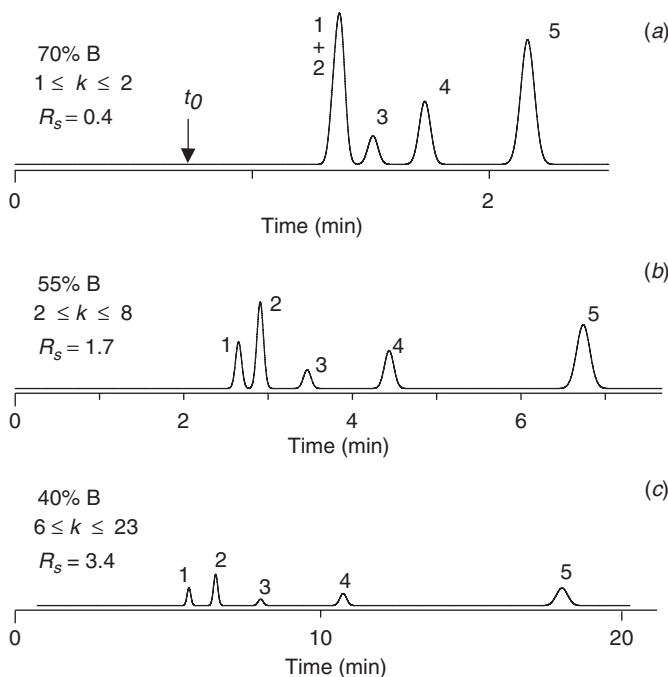 (a)
70% B
1 ≤ k ≤ 2
Rs = 0.4
t0
1
+
2
3
4
5
0
2
Time (min)
(b)
55% B
2 ≤ k ≤ 8
Rs = 1.7
1
2
3
4
5
0
2
4
6
Time (min)
(c)
40% B
6 ≤ k ≤ 23
Rs = 3.4
1
2
3
4
5
0
10
20
Time (min)